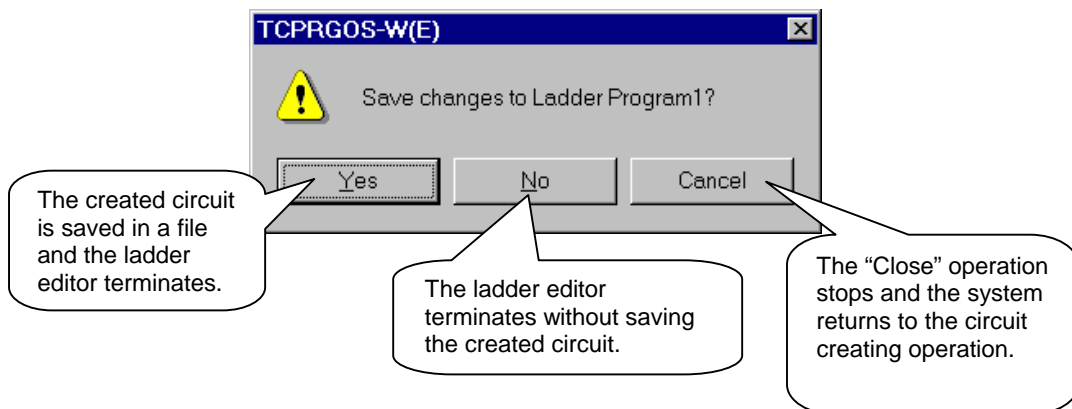 TCPRGOS-W(E)
Save changes to Ladder Program1?
Yes
No
Cancel
The created circuit
is saved in a file
and the ladder
editor terminates.
The ladder editor
terminates without saving
the created circuit.
The “Close” operation
stops and the system
returns to the circuit
creating operation.